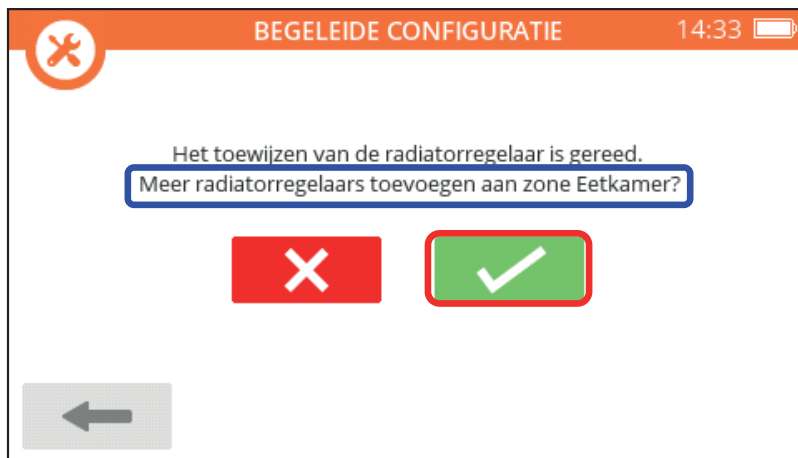 BEGELEIDE CONFIGURATIE 14:33
Het toewijzen van de radiatorregelaar is gereed.
Meer radiatorregelaars toevoegen aan zone Eetkamer?